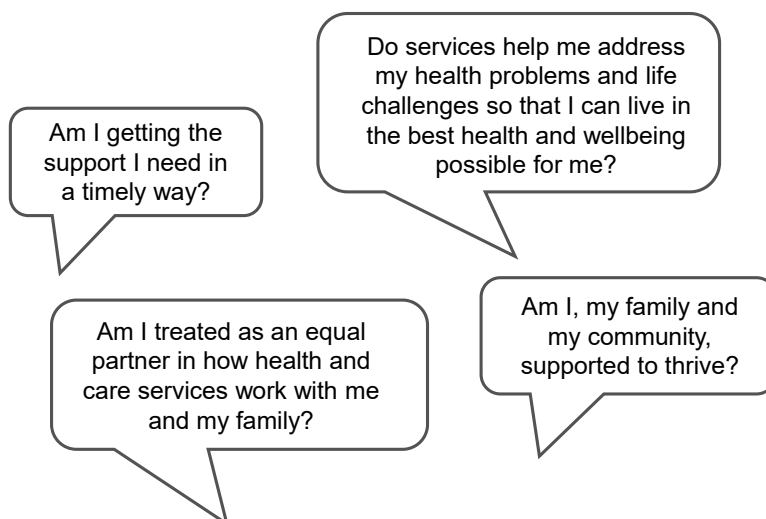 Do services help me address
my health problems and life
challenges so that I can live in
the best health and wellbeing
possible for me?
Am I getting the
support I need in
a timely way?
Am I, my family and
my community,
supported to thrive?
Am I treated as an equal
partner in how health and
care services work with me
and my family?